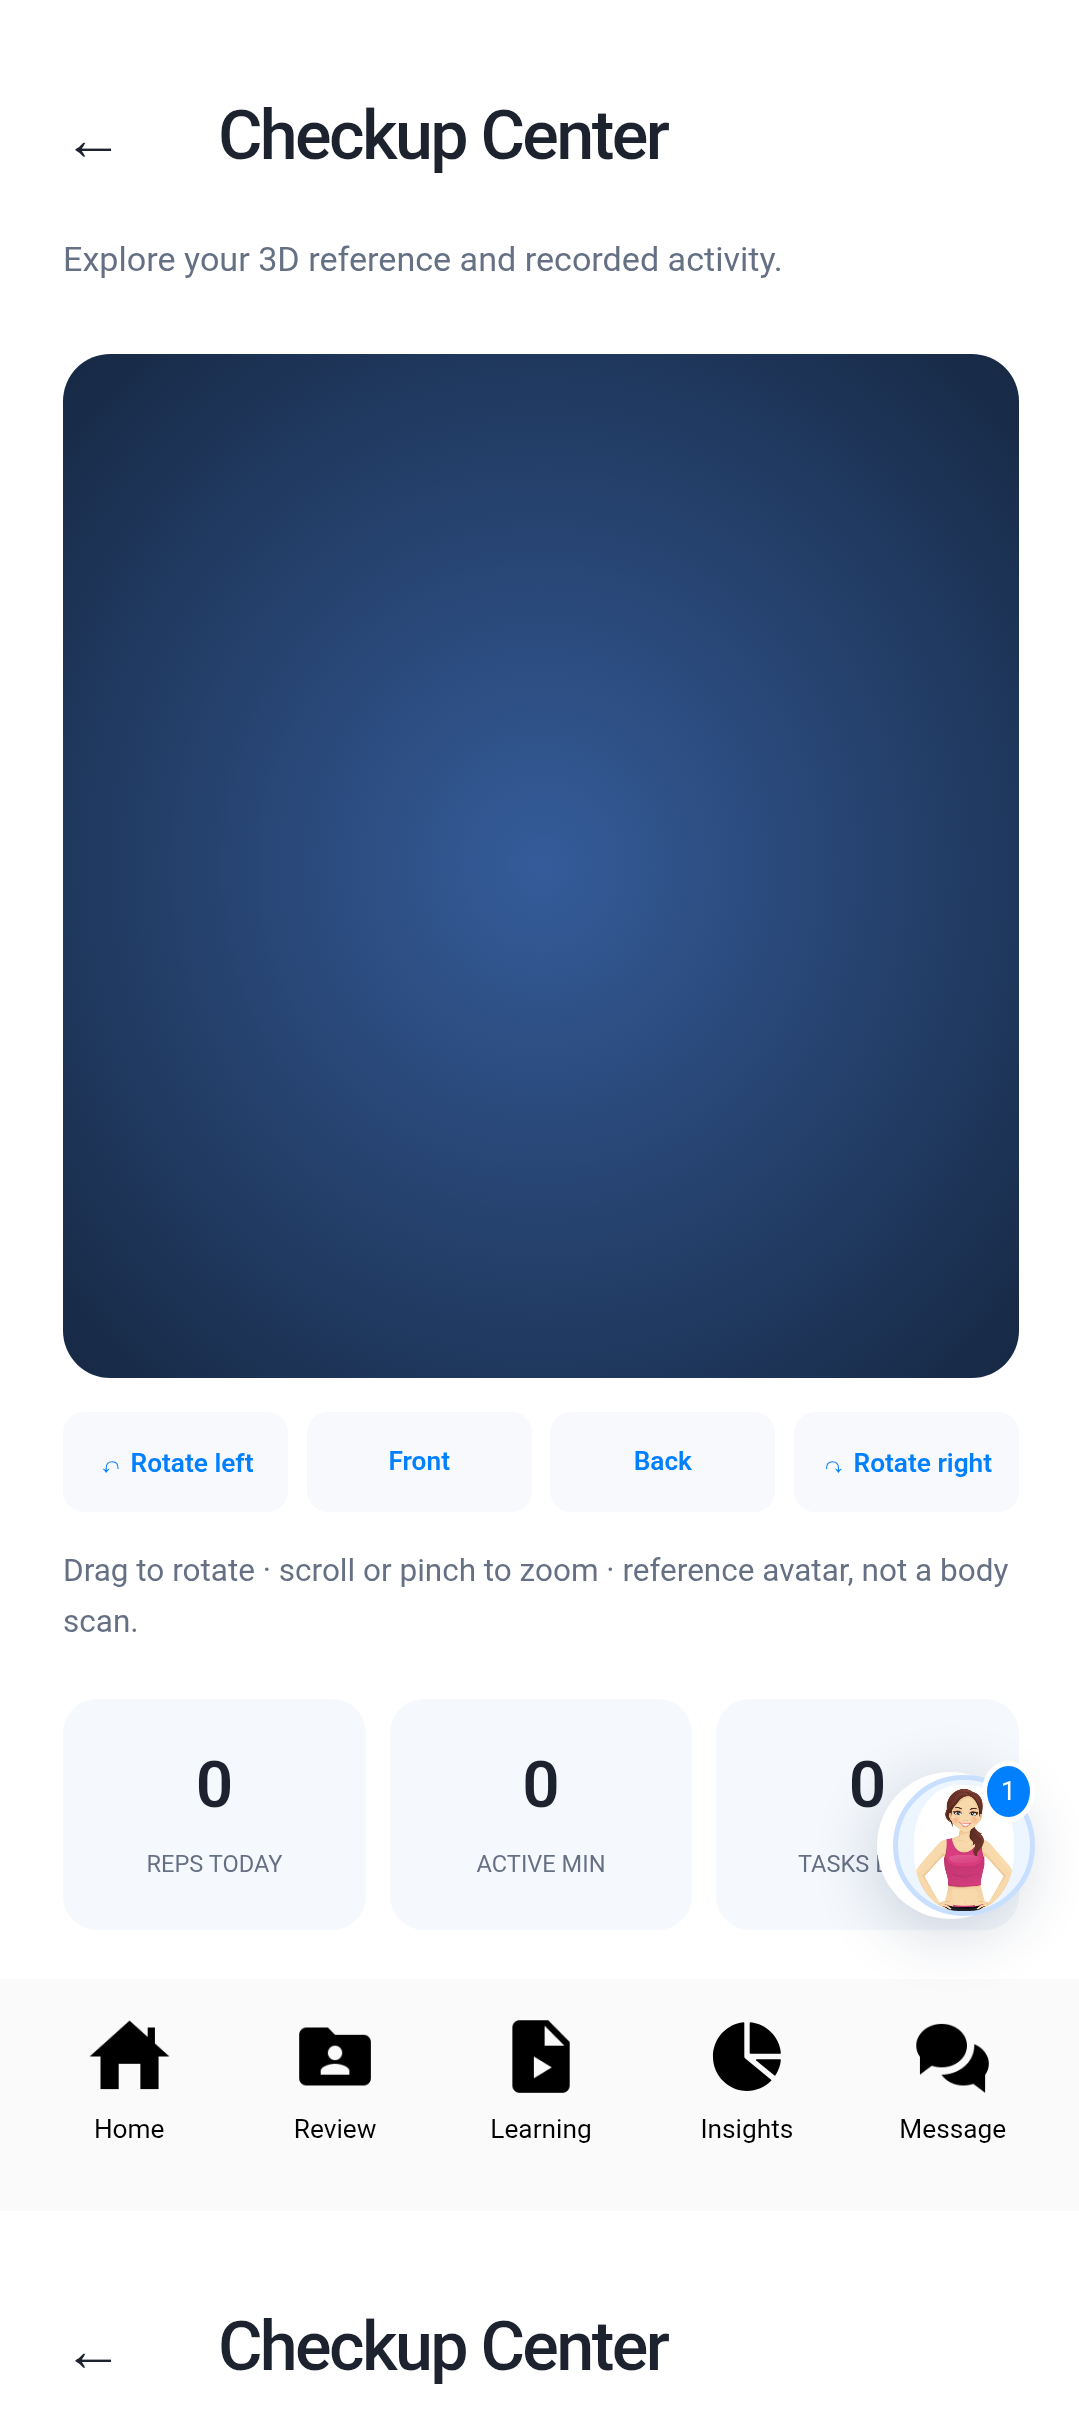 ← Checkup Center
Explore your 3D reference and recorded activity.
Rotate left
Front
Back
Rotate right
Drag to rotate · scroll or pinch to zoom · reference avatar, not a body
scan.
0
REPS TODAY
0
ACTIVE MIN
0
TASKS
1
Home
Review
Learning
Insights
Message
← Checkup Center